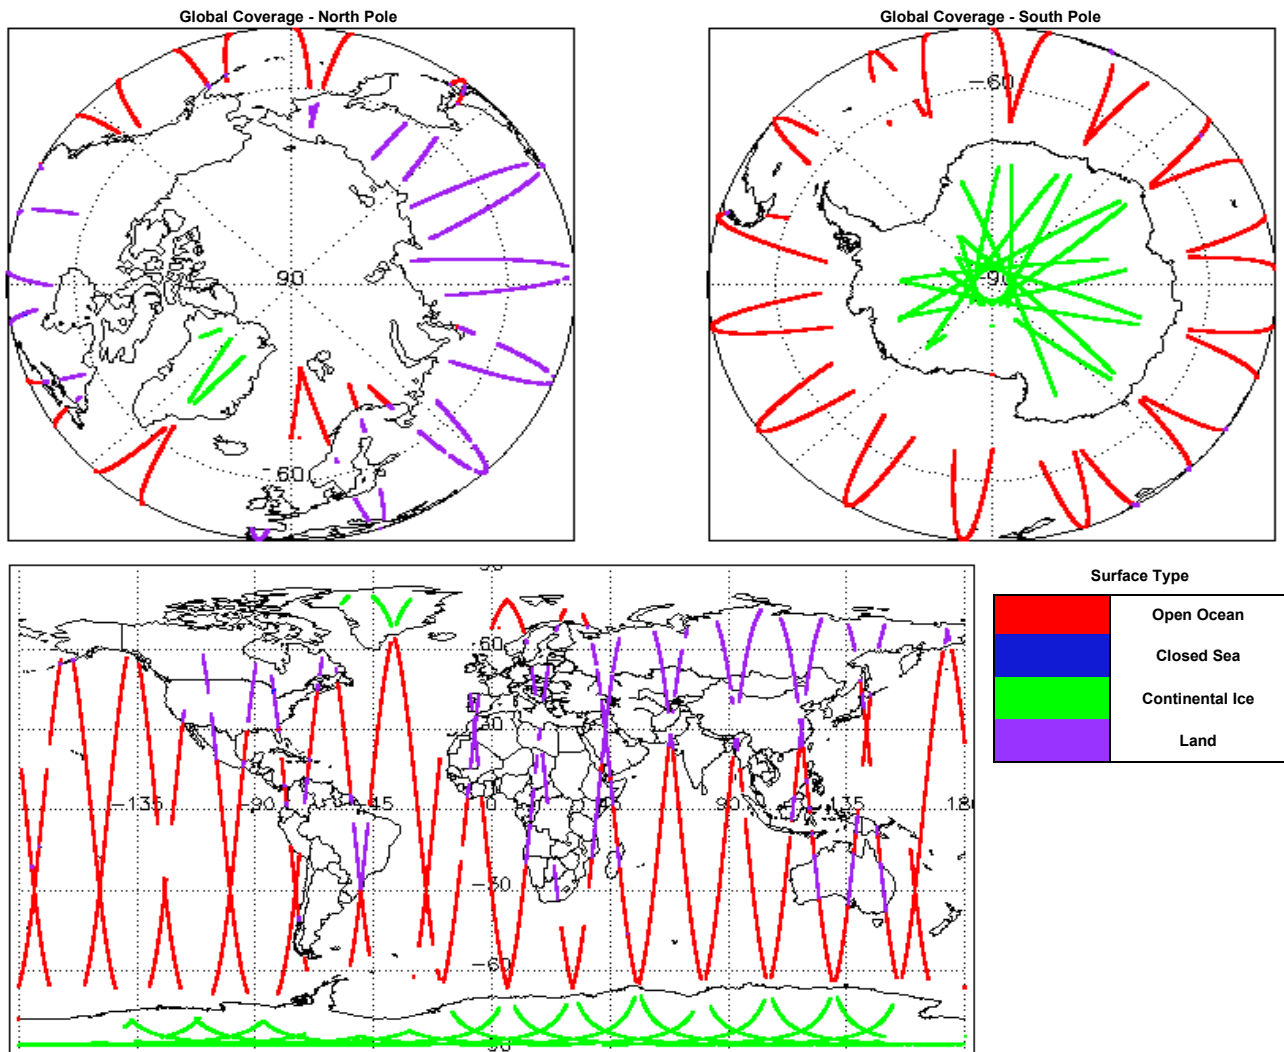 Global Coverage - North Pole
Global Coverage - South Pole
90
-60
-60
-90
Surface Type
Open Ocean
Closed Sea
Continental Ice
Land
60
30
-135
-90
-45
0
45
90
135
180
-30
-60